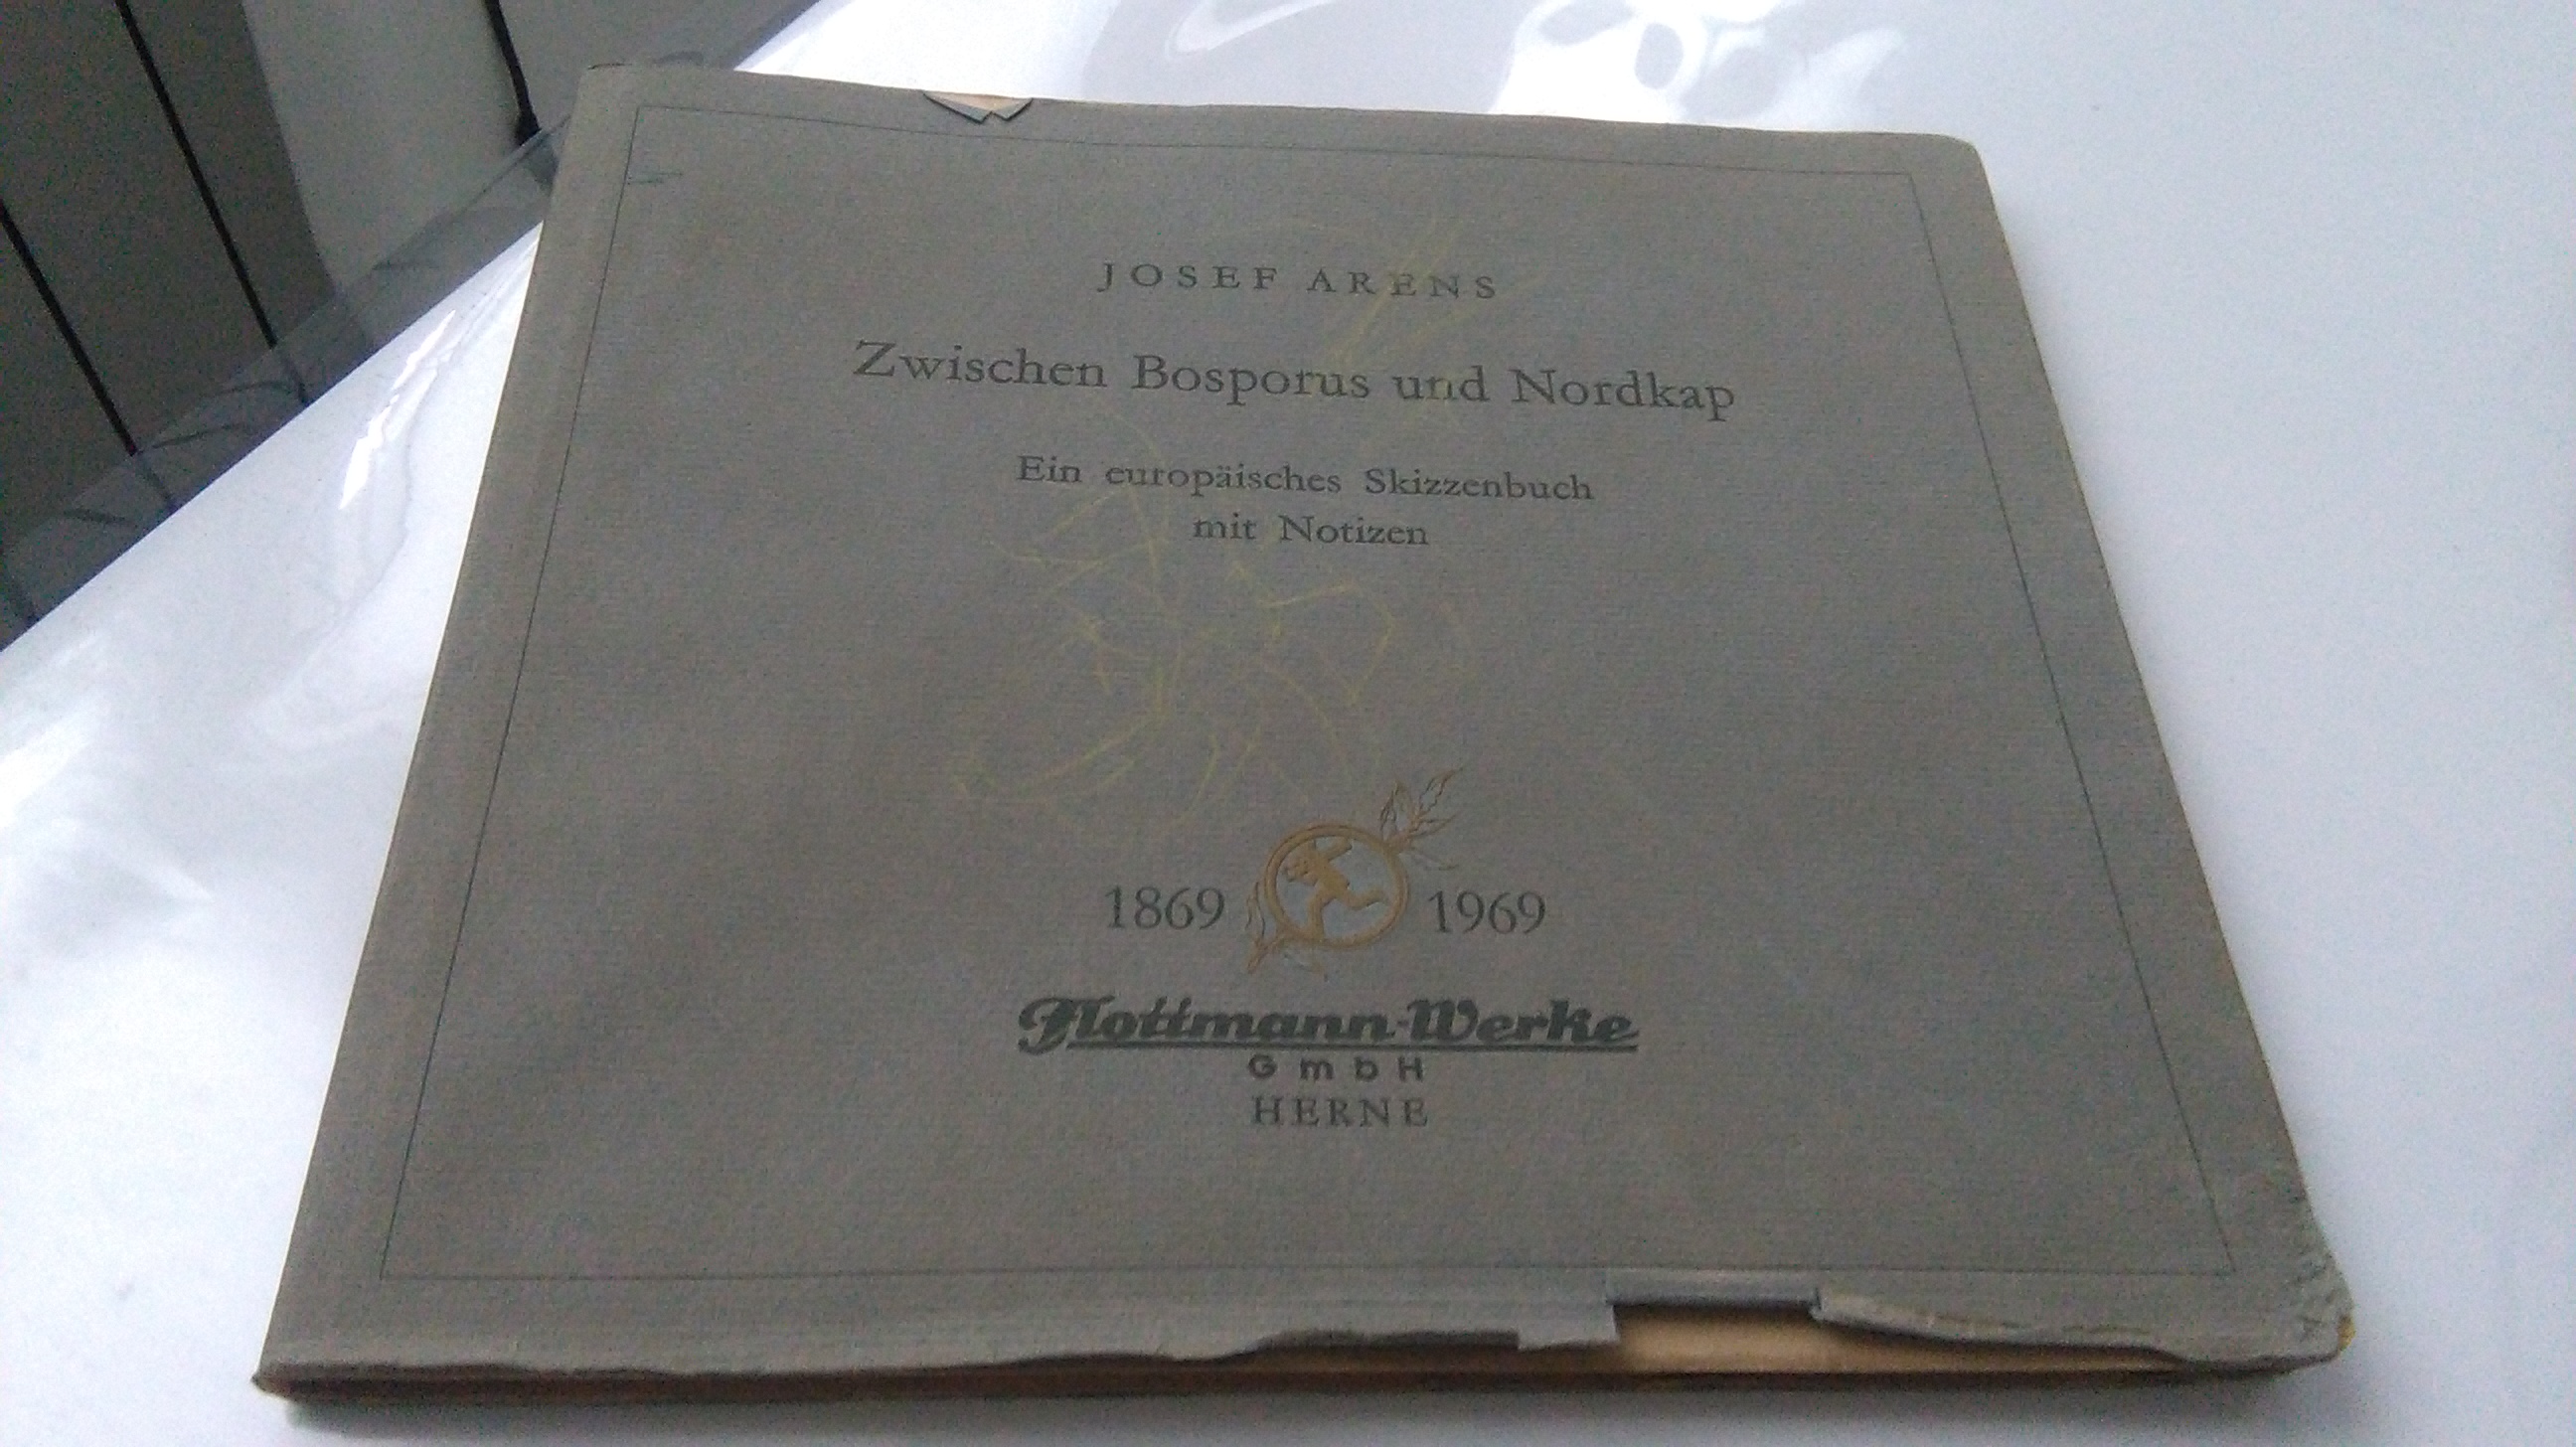 JOSEF ARENS
Zwischen Bosporus und Nordkap
Ein europäisches Skizzenbuch
mit Notizen
1869 1969
Flottmann-Werke
GmbH
HERNE